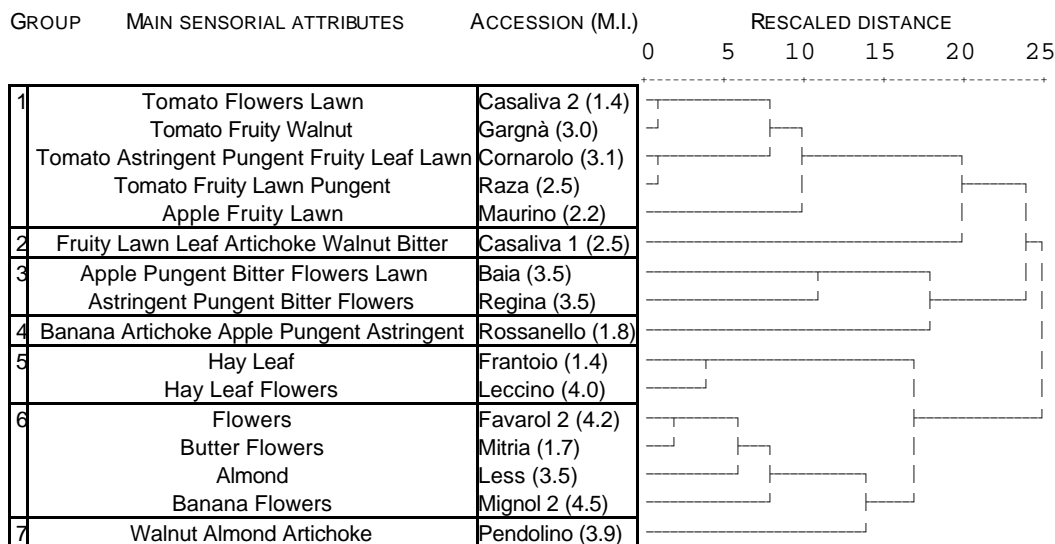 GROUP MAIN SENSORIAL ATTRIBUTES ACCESSION (M.I.) RESCALED DISTANCE
0 5 10 15 20 25
1 Tomato Flowers Lawn Casaliva 2 (1.4)
Tomato Fruity Walnut Gargnà (3.0)
Tomato Astringent Pungent Fruity Leaf Lawn Cornarolo (3.1)
Tomato Fruity Lawn Pungent Raza (2.5)
Apple Fruity Lawn Maurino (2.2)
2 Fruity Lawn Leaf Artichoke Walnut Bitter Casaliva 1 (2.5)
3 Apple Pungent Bitter Flowers Lawn Baia (3.5)
Astringent Pungent Bitter Flowers Regina (3.5)
4 Banana Artichoke Apple Pungent Astringent Rossanello (1.8)
5 Hay Leaf Frantoio (1.4)
Hay Leaf Flowers Leccino (4.0)
6 Flowers Favarol 2 (4.2)
Butter Flowers Mitria (1.7)
Almond Less (3.5)
Banana Flowers Mignol 2 (4.5)
7 Walnut Almond Artichoke Pendolino (3.9)